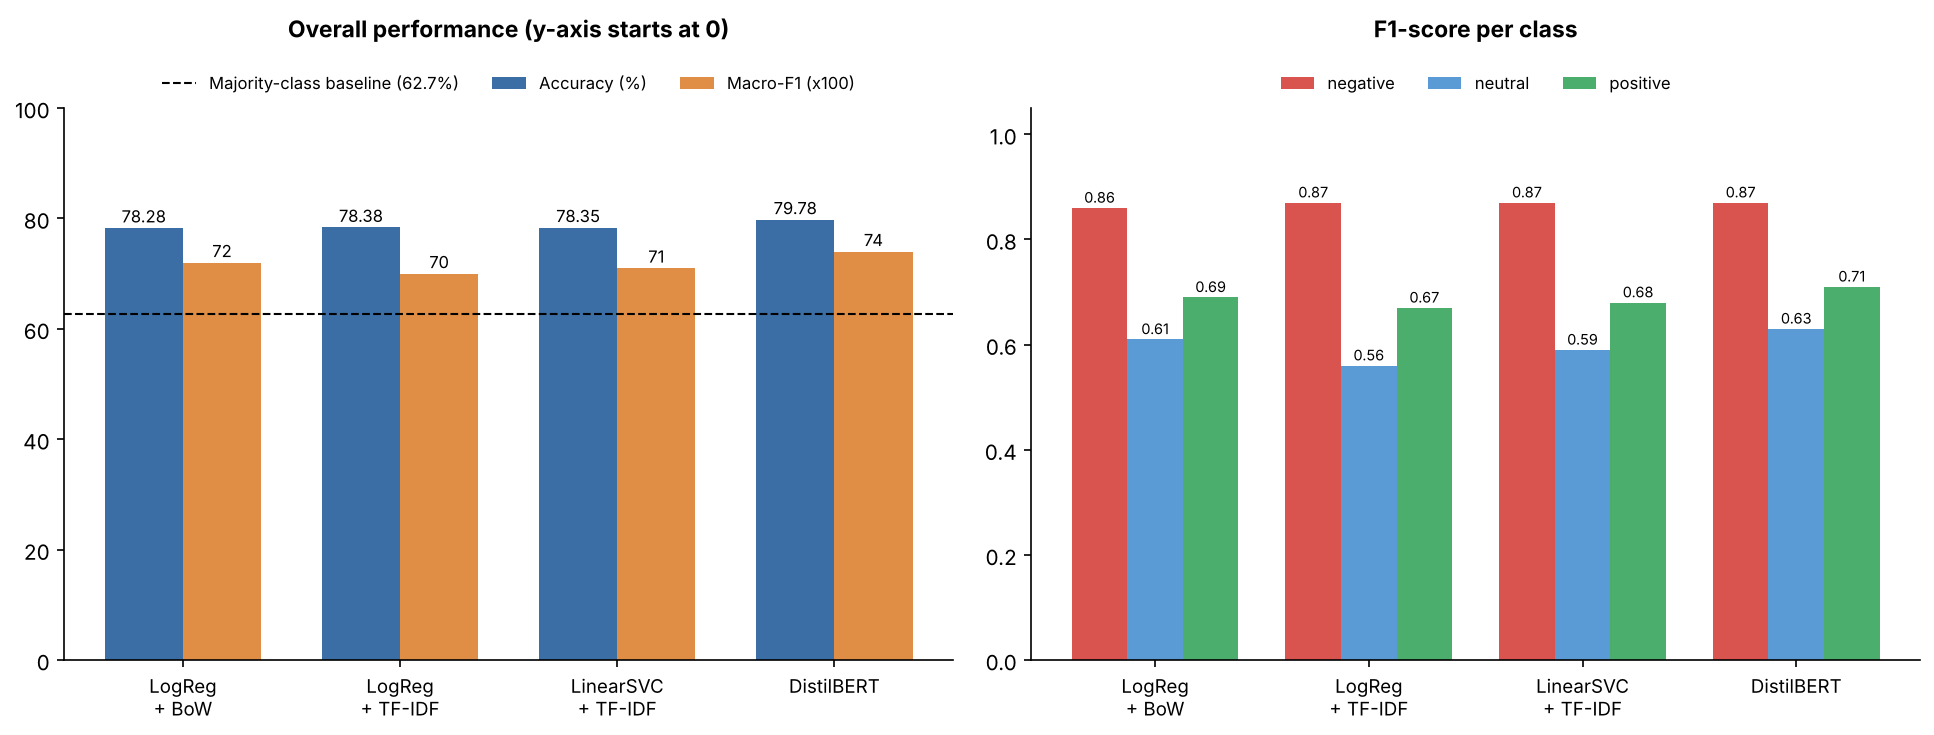 Overall performance (y-axis starts at 0)
Majority-class baseline (62.7%) Accuracy (%) Macro-F1 (x100)
100
80
60
40
20
0
78.28 72 78.38 70 78.35 71 79.78 74
LogReg LogReg LinearSVC DistilBERT
+ BoW + TF-IDF + TF-IDF
F1-score per class
negative neutral positive
1.0
0.8
0.6
0.4
0.2
0.0
0.86 0.61 0.69 0.87 0.56 0.67 0.87 0.59 0.68 0.87 0.63 0.71
LogReg LogReg LinearSVC DistilBERT
+ BoW + TF-IDF + TF-IDF